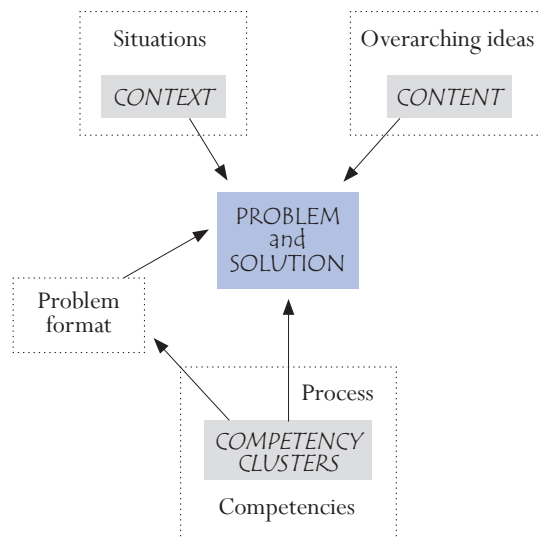 Situations
CONTEXT
Overarching ideas
CONTENT
PROBLEM
and
SOLUTION
Problem
format
Process
COMPETENCY
CLUSTERS
Competencies